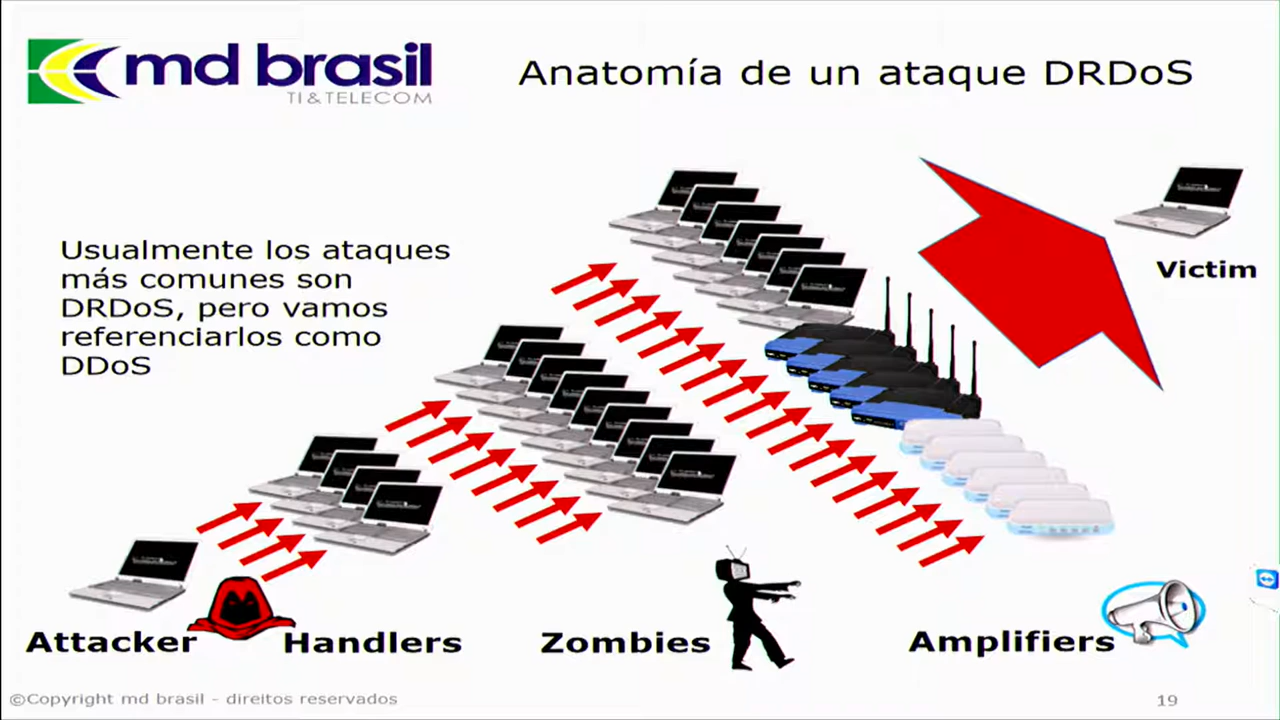 md brasil
TI & TELECOM
Anatomía de un ataque DRDoS
Usualmente los ataques
más comunes son
DRDoS, pero vamos
referenciarlos como
DDoS
Victim
Attacker
Handlers
Zombies
Amplifiers
©Copyright md brasil - direitos reservados
19